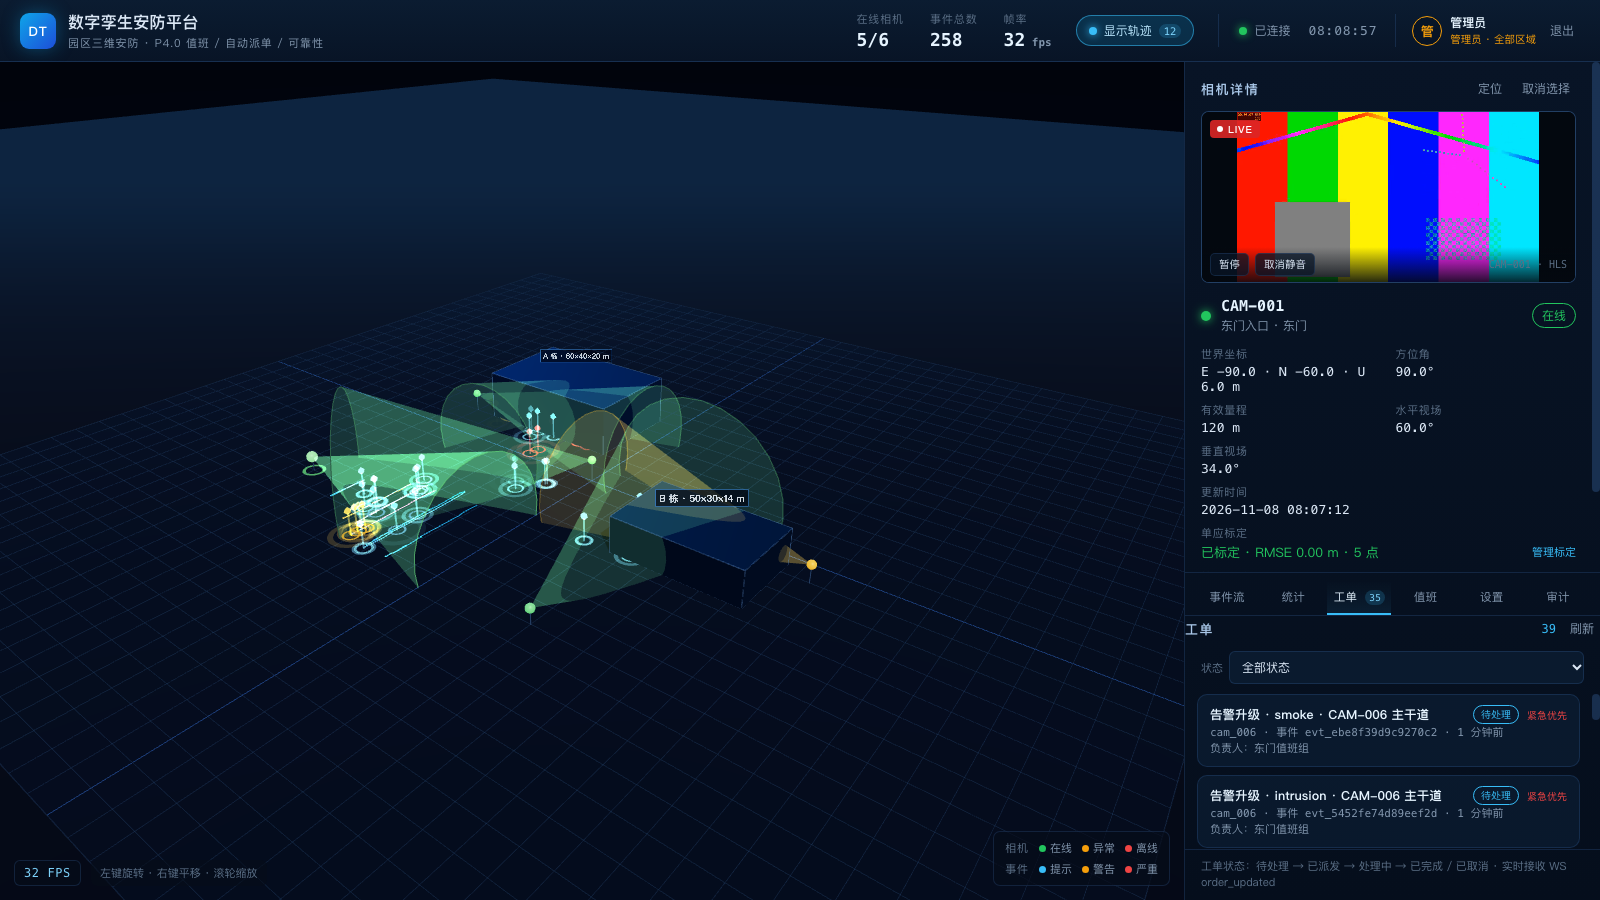 DT
数字孪生安防平台
园区三维安防 · P4.0 值班 / 自动派单 / 可靠性
在线相机
5/6
事件总数
258
帧率
32 fps
显示轨迹 12
已连接
08:08:57
管
管理员
管理员 · 全部区域
退出
A 栋 · 60×40×20 m
B 栋 · 50×30×14 m
32 FPS
左键旋转 · 右键平移 · 滚轮缩放
相机 在线 异常 离线
事件 提示 警告 严重
相机详情
定位
取消选择
LIVE
暂停
取消静音
HLS
CAM-001
东门入口 · 东门
在线
世界坐标
E -90.0 · N -60.0 · U 6.0 m
方位角
90.0°
有效量程
120 m
水平视场
60.0°
垂直视场
34.0°
更新时间
2026-11-08 08:07:12
单应标定
已标定 · RMSE 0.00 m · 5 点
管理标定
事件流
统计
工单 35
值班
设置
审计
工单
39
刷新
状态
全部状态
告警升级 · smoke · CAM-006 主干道
待处理
紧急优先
cam_006 · 事件 evt_ebe8f39d9c9270c2 · 1 分钟前
负责人: 东门值班组
告警升级 · intrusion · CAM-006 主干道
待处理
紧急优先
cam_006 · 事件 evt_5452fe74d89eef2d · 1 分钟前
负责人: 东门值班组
工单状态: 待处理 → 已派发 → 处理中 → 已完成 / 已取消 · 实时接收 WS
order_updated